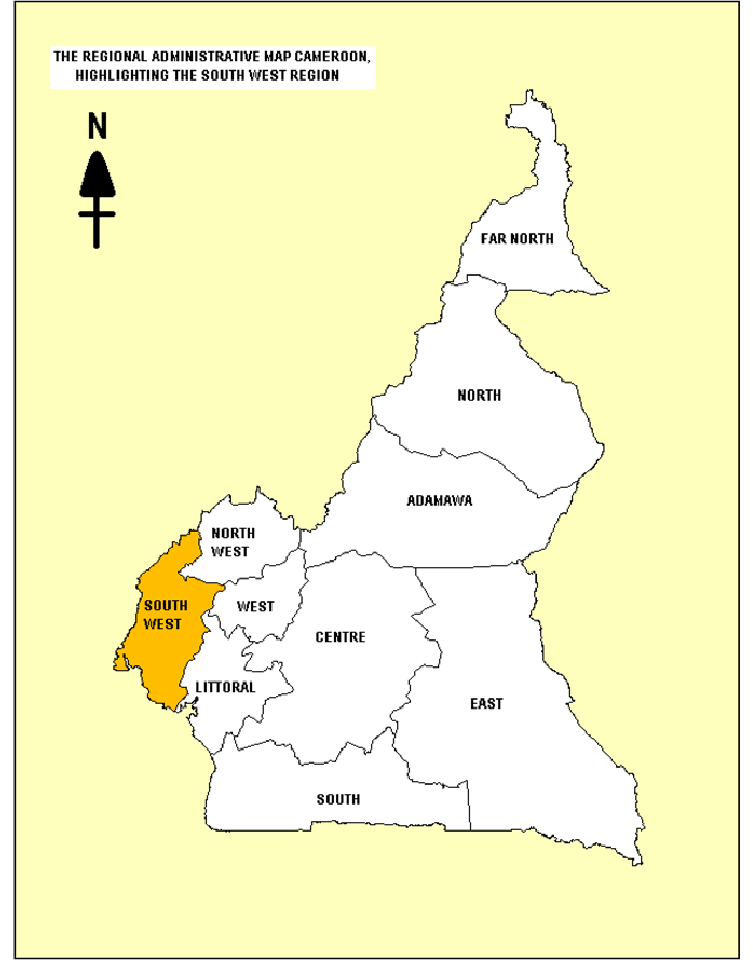 THE REGIONAL ADMINISTRATIVE MAP CAMEROON,
HIGHLIGHTING THE SOUTH WEST REGION
N
FAR NORTH
NORTH
ADAMAWA
NORTH
WEST
SOUTH
WEST
WEST
CENTRE
LITTORAL
EAST
SOUTH